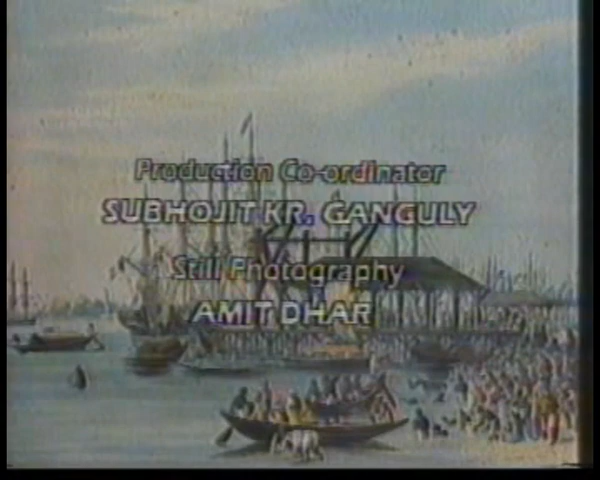 Production Co-ordinator
SUBHOJIT KR. GANGULY
Still Photography
AMIT DHAR